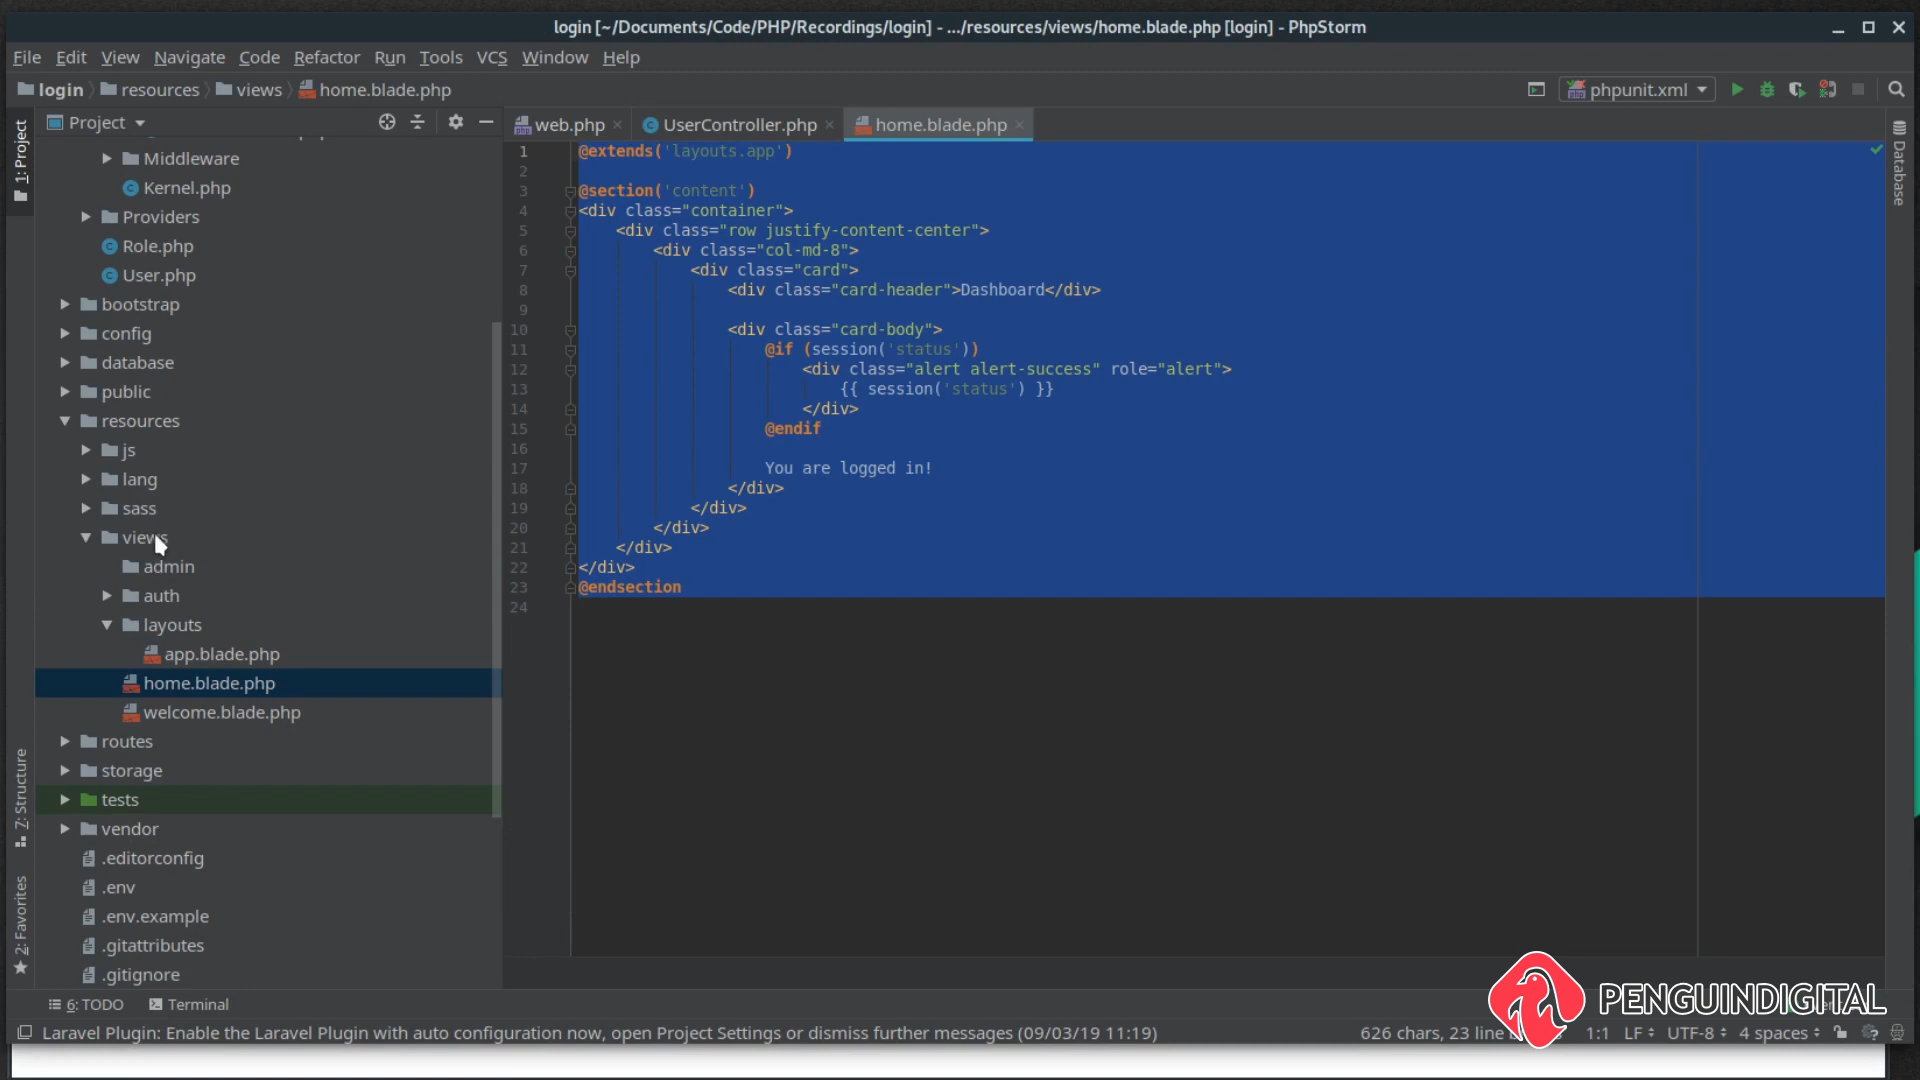 login [~/Documents/Code/PHP/Recordings/login] - .../resources/views/home.blade.php [login] - PhpStorm
File Edit View Navigate Code Refactor Run Tools VCS Window Help
login resources views home.blade.php
phpunit.xml
Project
web.php UserController.php home.blade.php
1: Project
Database
Middleware
Kernel.php
Providers
Role.php
User.php
bootstrap
config
database
public
resources
js
lang
sass
views
admin
auth
layouts
app.blade.php
home.blade.php
welcome.blade.php
routes
storage
tests
vendor
.editorconfig
.env
.env.example
.gitattributes
.gitignore
7: Structure
2: Favorites
1 @extends('layouts.app')
2
3 @section('content')
4 <div class="container">
5 <div class="row justify-content-center">
6 <div class="col-md-8">
7 <div class="card">
8 <div class="card-header">Dashboard</div>
9
10 <div class="card-body">
11 @if (session('status'))
12 <div class="alert alert-success" role="alert">
13 {{ session('status') }}
14 </div>
15 @endif
16
17 You are logged in!
18 </div>
19 </div>
20 </div>
21 </div>
22 </div>
23 @endsection
24
PENGUINDIGITAL
6: TODO Terminal
Laravel Plugin: Enable the Laravel Plugin with auto configuration now, open Project Settings or dismiss further messages (09/03/19 11:19)
626 chars, 23 line 1:1 LF UTF-8 4 spaces